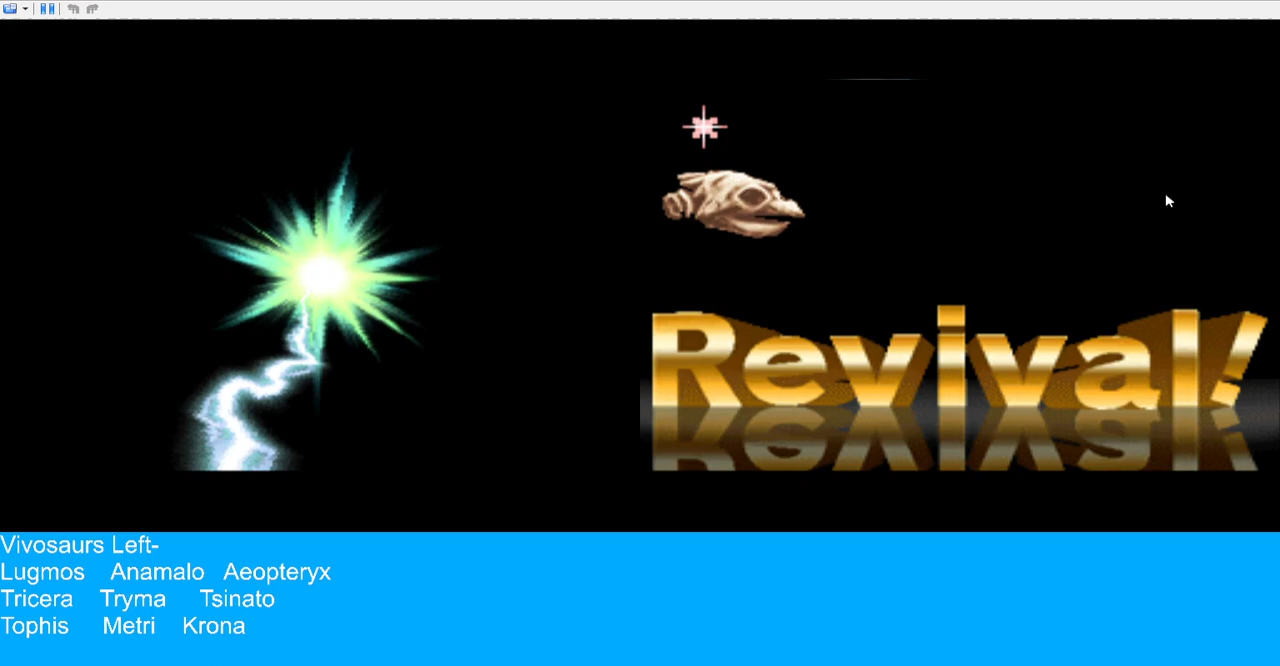 Revival!
Vivosaurs Left-
Lugmos Anamalo Aeopteryx
Tricera Tryma Tsinato
Tophis Metri Krona